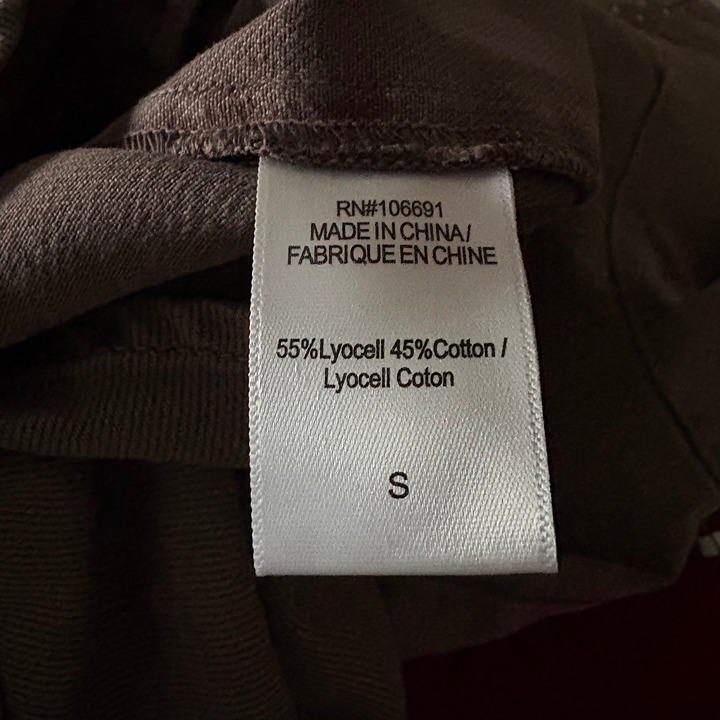 RN#106691
MADE IN CHINA/
FABRIQUE EN CHINE
55%Lyocell 45%Cotton /
Lyocell Coton
S